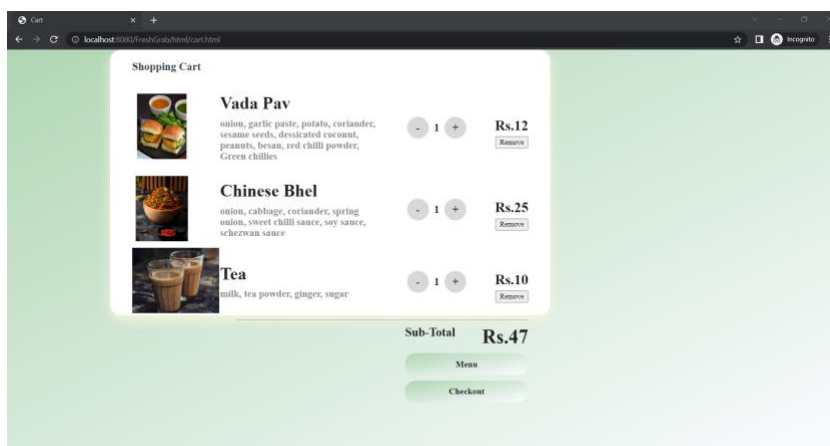 Cart
localhost:8080/FreshGrab/html/cart.html
Incognito
Shopping Cart
Vada Pav
onion, garlic paste, potato, coriander,
sesame seeds, dessicated coconut,
peanuts, besan, red chilli powder,
Green chillies
- 1 +
Rs.12
Remove
Chinese Bhel
onion, cabbage, coriander, spring
onion, sweet chilli sauce, soy sauce,
schezwan sauce
- 1 +
Rs.25
Remove
Tea
milk, tea powder, ginger, sugar
- 1 +
Rs.10
Remove
Sub-Total
Rs.47
Menu
Checkout